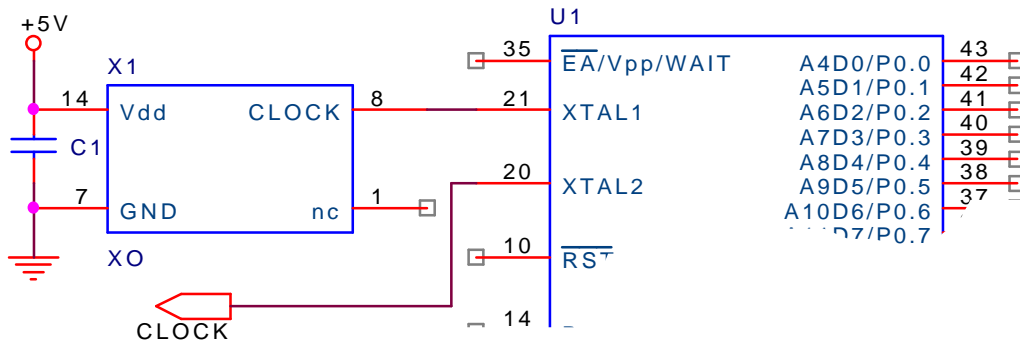 +5V
X1
14
Vdd
CLOCK
8
C1
7
GND
nc
1
XO
CLOCK
U1
35
EA/Vpp/WAIT
21
XTAL1
20
XTAL2
10
RST
14
A4D0/P0.0
43
A5D1/P0.1
42
A6D2/P0.2
41
A7D3/P0.3
40
A8D4/P0.4
39
A9D5/P0.5
38
A10D6/P0.6
37